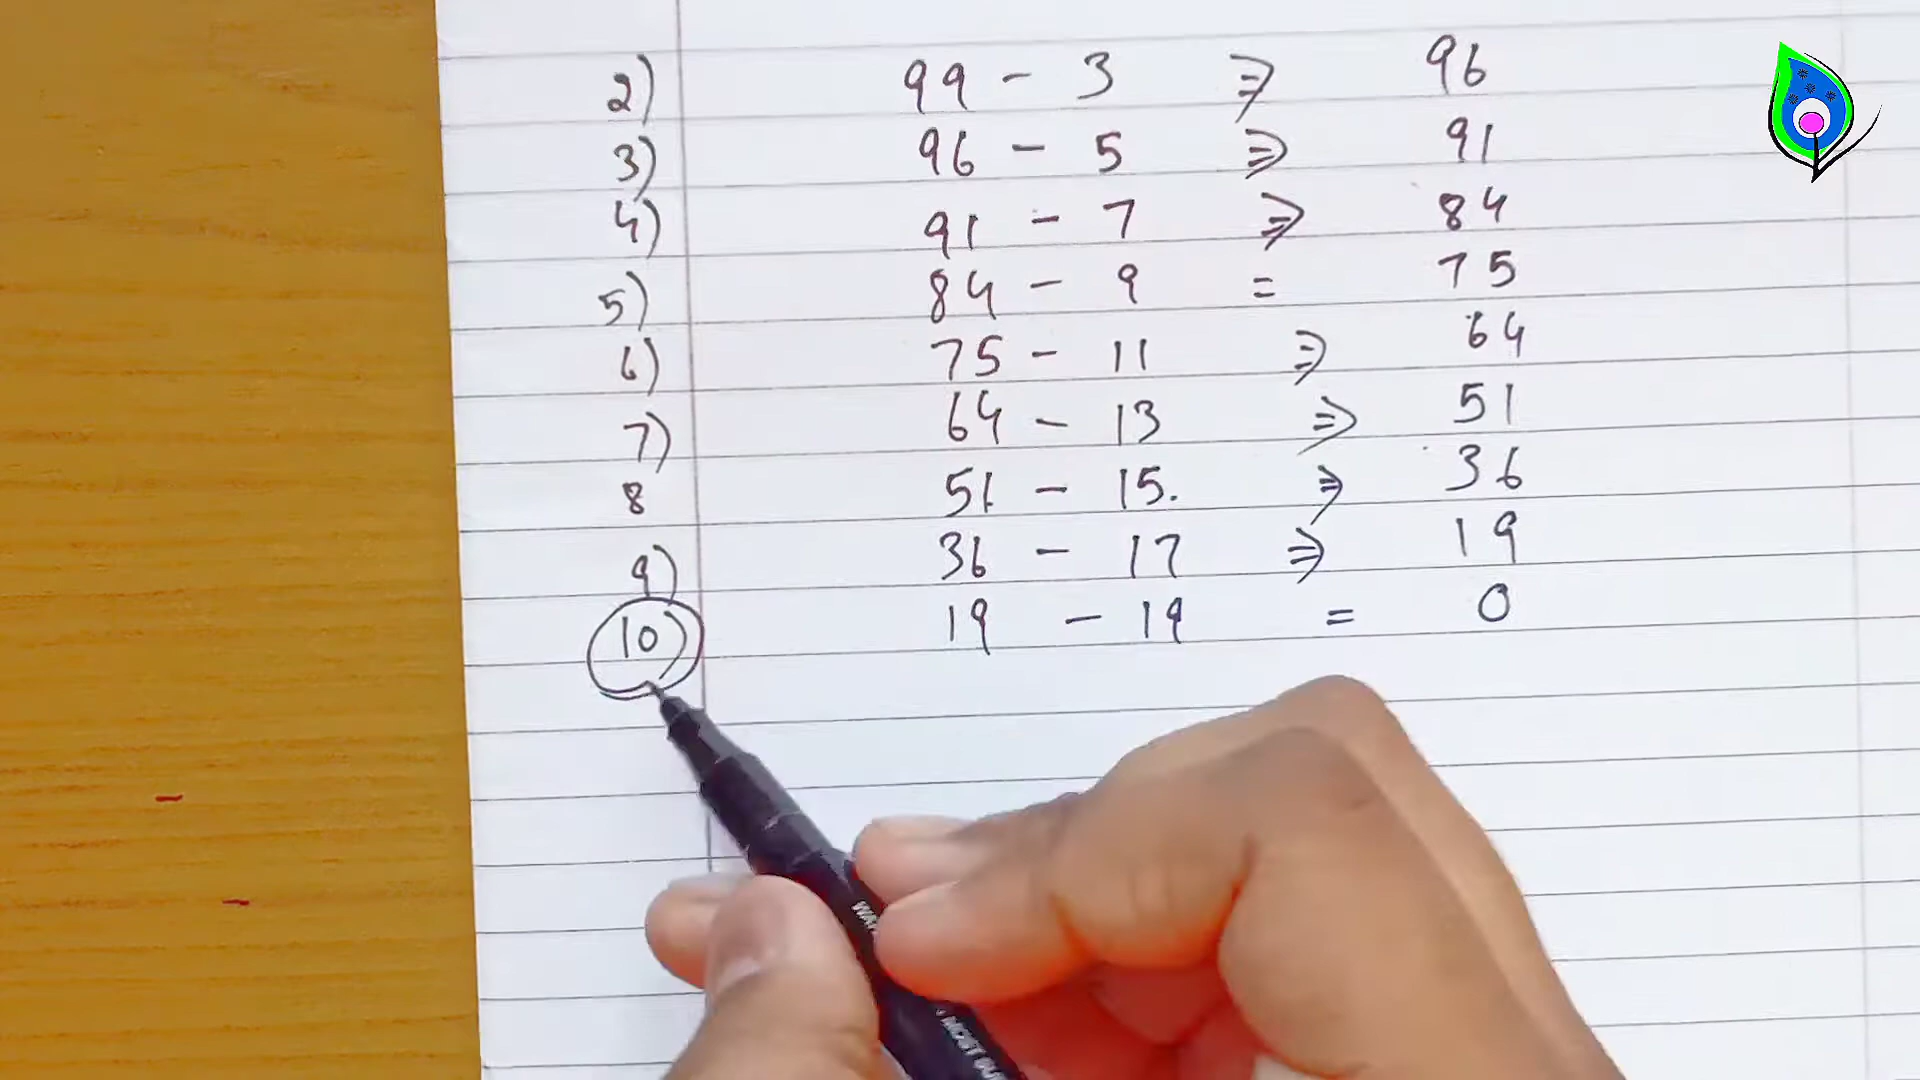 2) 99 - 3 ⇒ 96
3) 96 - 5 ⇒ 91
4) 91 - 7 ⇒ 84
5) 84 - 9 = 75
6) 75 - 11 ⇒ 64
7) 64 - 13 ⇒ 51
8 51 - 15. ⇒ 36
9) 36 - 17 ⇒ 19
10) 19 - 19 = 0